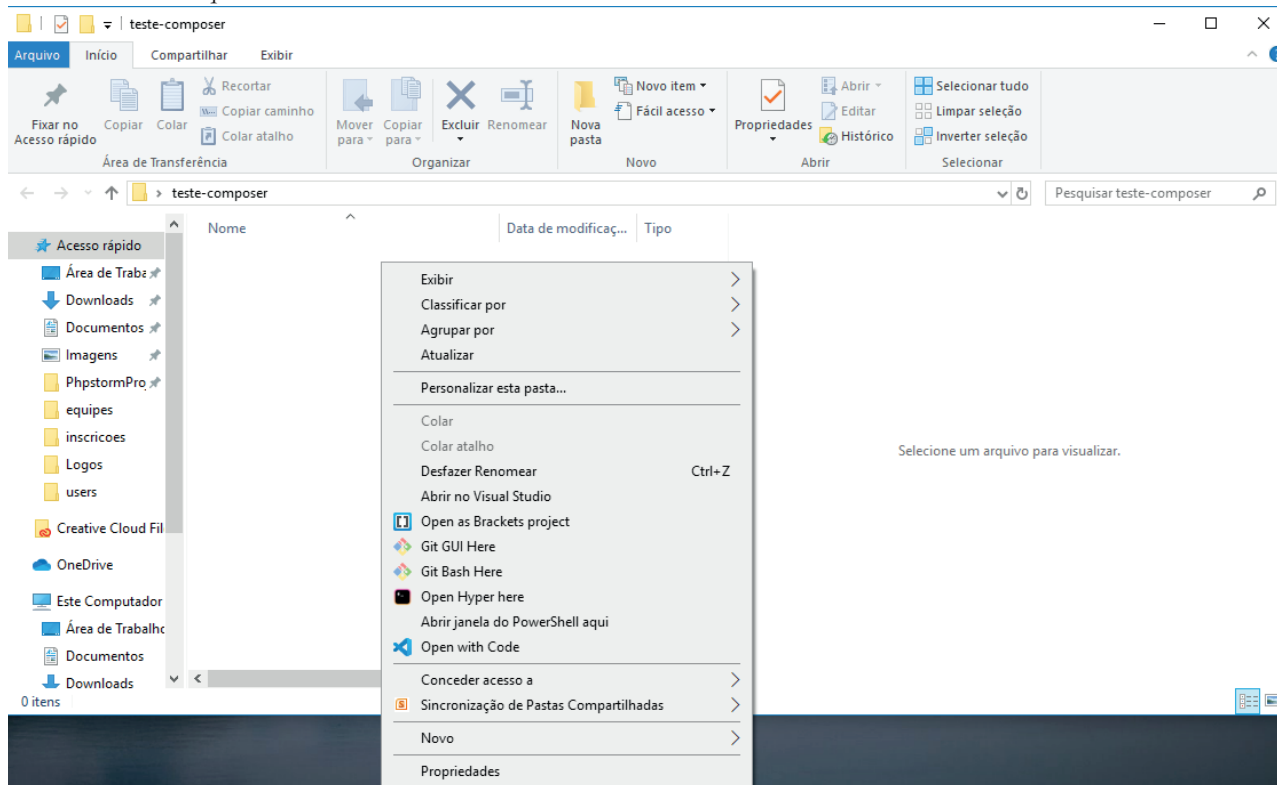 teste-composer
Arquivo Início Compartilhar Exibir
Fixar no
Acesso rápido
Copiar
Colar
Recortar
Copiar caminho
Colar atalho
Mover
para
Copiar
para
Excluir
Renomear
Nova
pasta
Novo item
Fácil acesso
Propriedades
Abrir
Editar
Histórico
Selecionar tudo
Limpar seleção
Inverter seleção
Área de Transferência Organizar Novo Abrir Selecionar
teste-composer
Pesquisar teste-composer
Nome Data de modificaç... Tipo
Acesso rápido
Área de Traba
Downloads
Documentos
Imagens
PhpstormPro
equipes
inscricoes
Logos
users
Creative Cloud Fil
OneDrive
Este Computador
Área de Trabalho
Documentos
Downloads
0 itens
Exibir
Classificar por
Agrupar por
Atualizar
Personalizar esta pasta...
Colar
Colar atalho
Desfazer Renomear Ctrl+Z
Abrir no Visual Studio
Open as Brackets project
Git GUI Here
Git Bash Here
Open Hyper here
Abrir janela do PowerShell aqui
Open with Code
Conceder acesso a
Sincronização de Pastas Compartilhadas
Novo
Propriedades
Selecione um arquivo para visualizar.